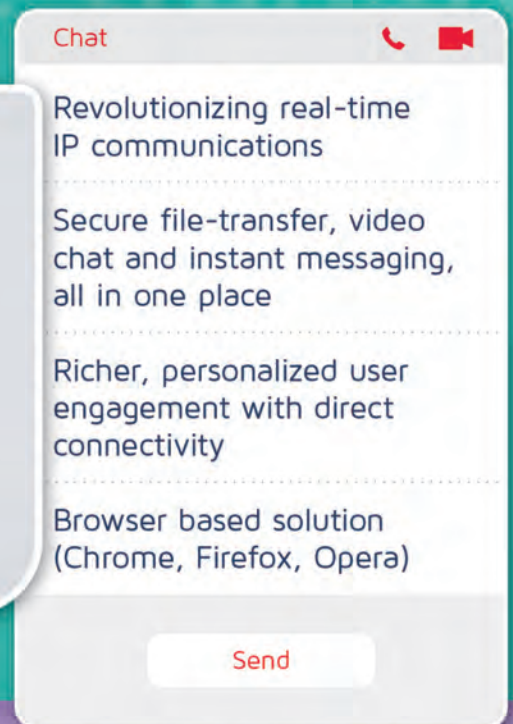 Chat
Revolutionizing real-time
IP communications
Secure file-transfer, video
chat and instant messaging,
all in one place
Richer, personalized user
engagement with direct
connectivity
Browser based solution
(Chrome, Firefox, Opera)
Send